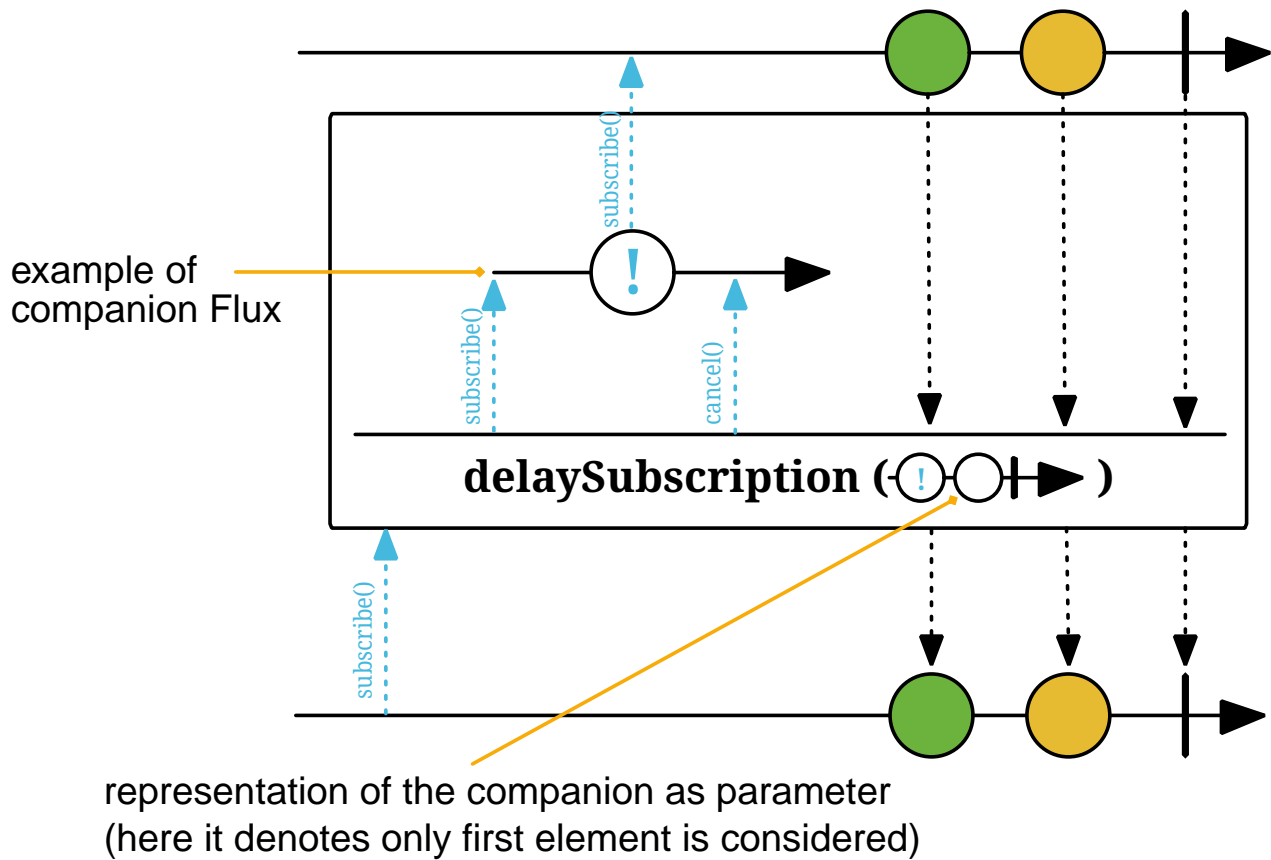 subscribe()
!
example of
companion Flux
subscribe()
cancel()
delaySubscription ( ! )
subscribe()
representation of the companion as parameter
(here it denotes only first element is considered)